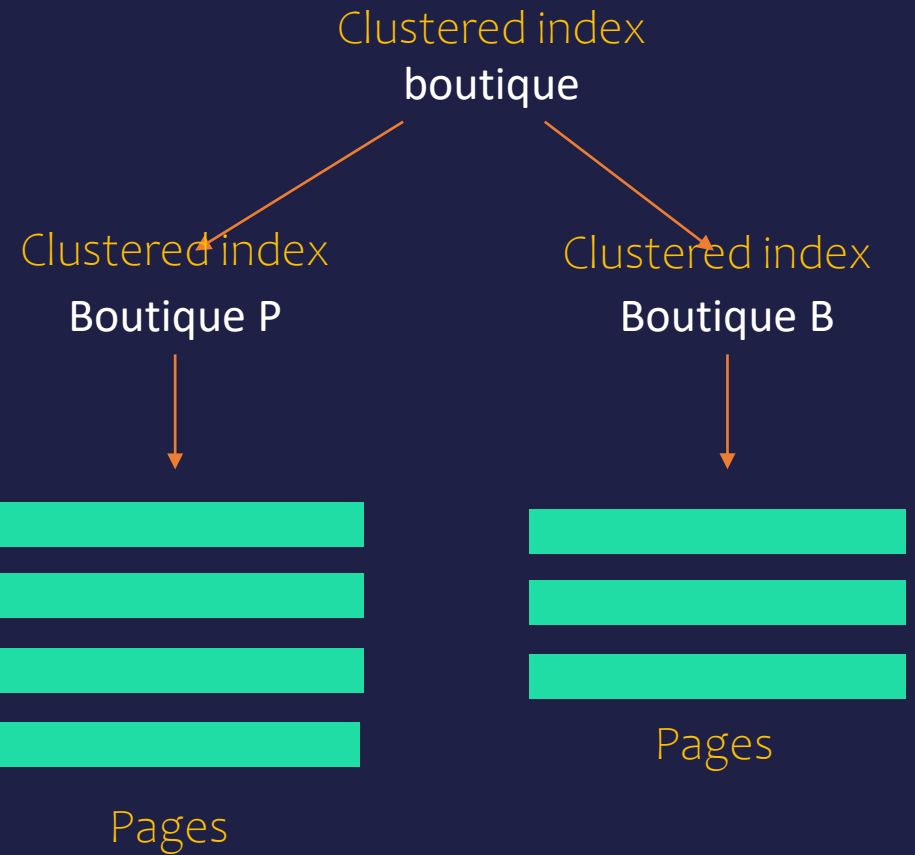 Clustered index
boutique
Clustered index
Boutique P
Clustered index
Boutique B
Pages
Pages